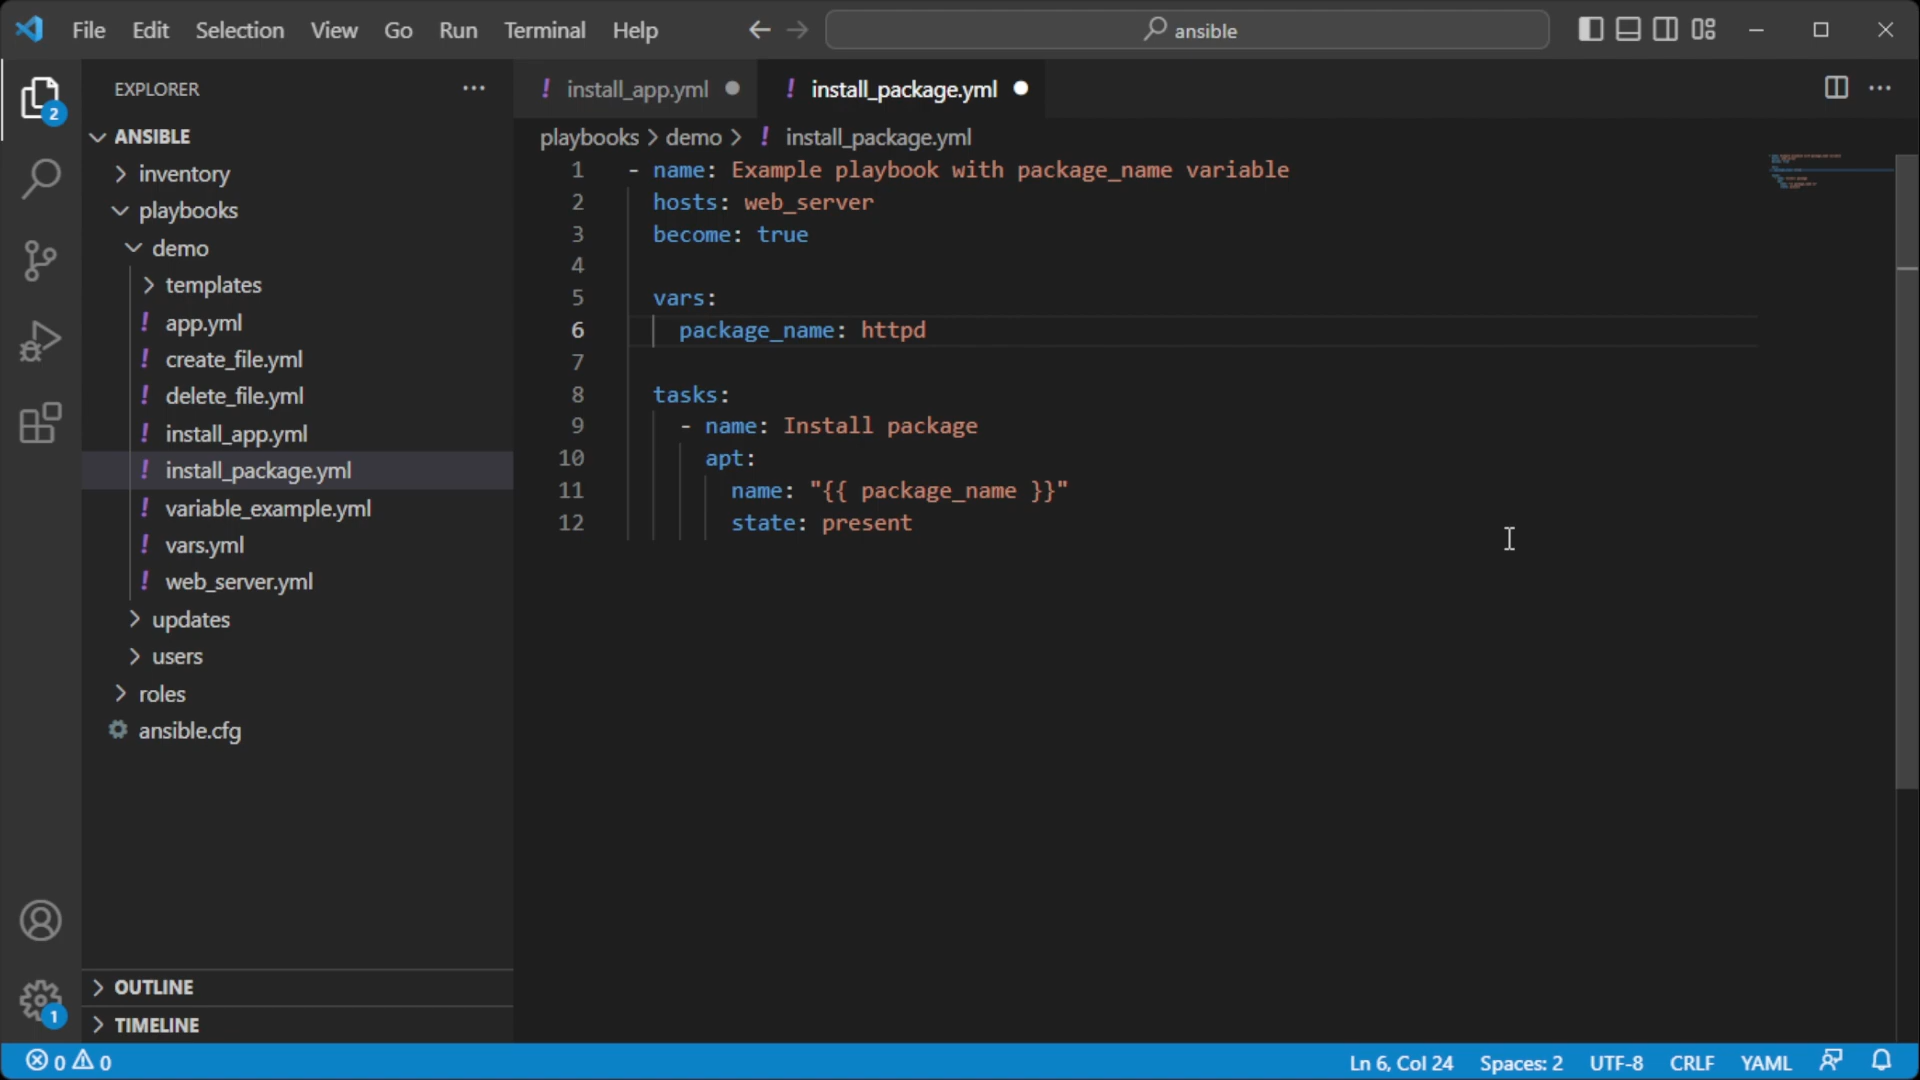 File Edit Selection View Go Run Terminal Help
ansible
EXPLORER
2
ANSIBLE
inventory
playbooks
demo
templates
! app.yml
! create_file.yml
! delete_file.yml
! install_app.yml
! install_package.yml
! variable_example.yml
! vars.yml
! web_server.yml
updates
users
roles
ansible.cfg
OUTLINE
1
TIMELINE
! install_app.yml
! install_package.yml
playbooks > demo > ! install_package.yml
1 - name: Example playbook with package_name variable
2 hosts: web_server
3 become: true
4
5 vars:
6 package_name: httpd
7
8 tasks:
9 - name: Install package
10 apt:
11 name: "{{ package_name }}"
12 state: present
0 0 Ln 6, Col 24 Spaces: 2 UTF-8 CRLF YAML